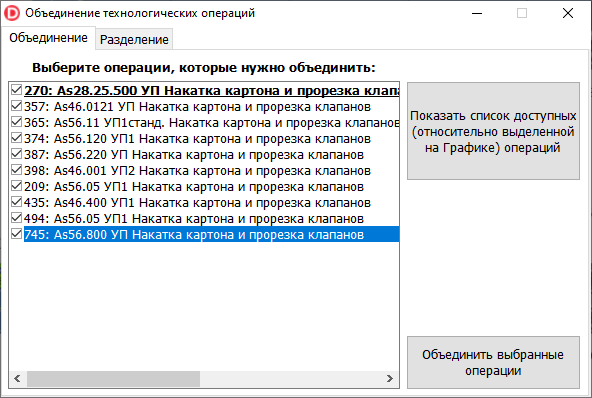 Объединение технологических операций
Объединение
Разделение
Выберите операции, которые нужно объединить:
270: As28.25.500 УП Накатка картона и прорезка клапа
357: As46.0121 УП Накатка картона и прорезка клапанов
365: As56.11 УП1станд. Накатка картона и прорезка клапанов
374: As56.120 УП1 Накатка картона и прорезка клапанов
387: As56.220 УП Накатка картона и прорезка клапанов
398: As46.001 УП2 Накатка картона и прорезка клапанов
209: As56.05 УП1 Накатка картона и прорезка клапанов
435: As46.400 УП1 Накатка картона и прорезка клапанов
494: As56.05 УП1 Накатка картона и прорезка клапанов
745: As56.800 УП Накатка картона и прорезка клапанов
Показать список доступных
(относительно выделенной
на Графике) операций
Объединить выбранные
операции